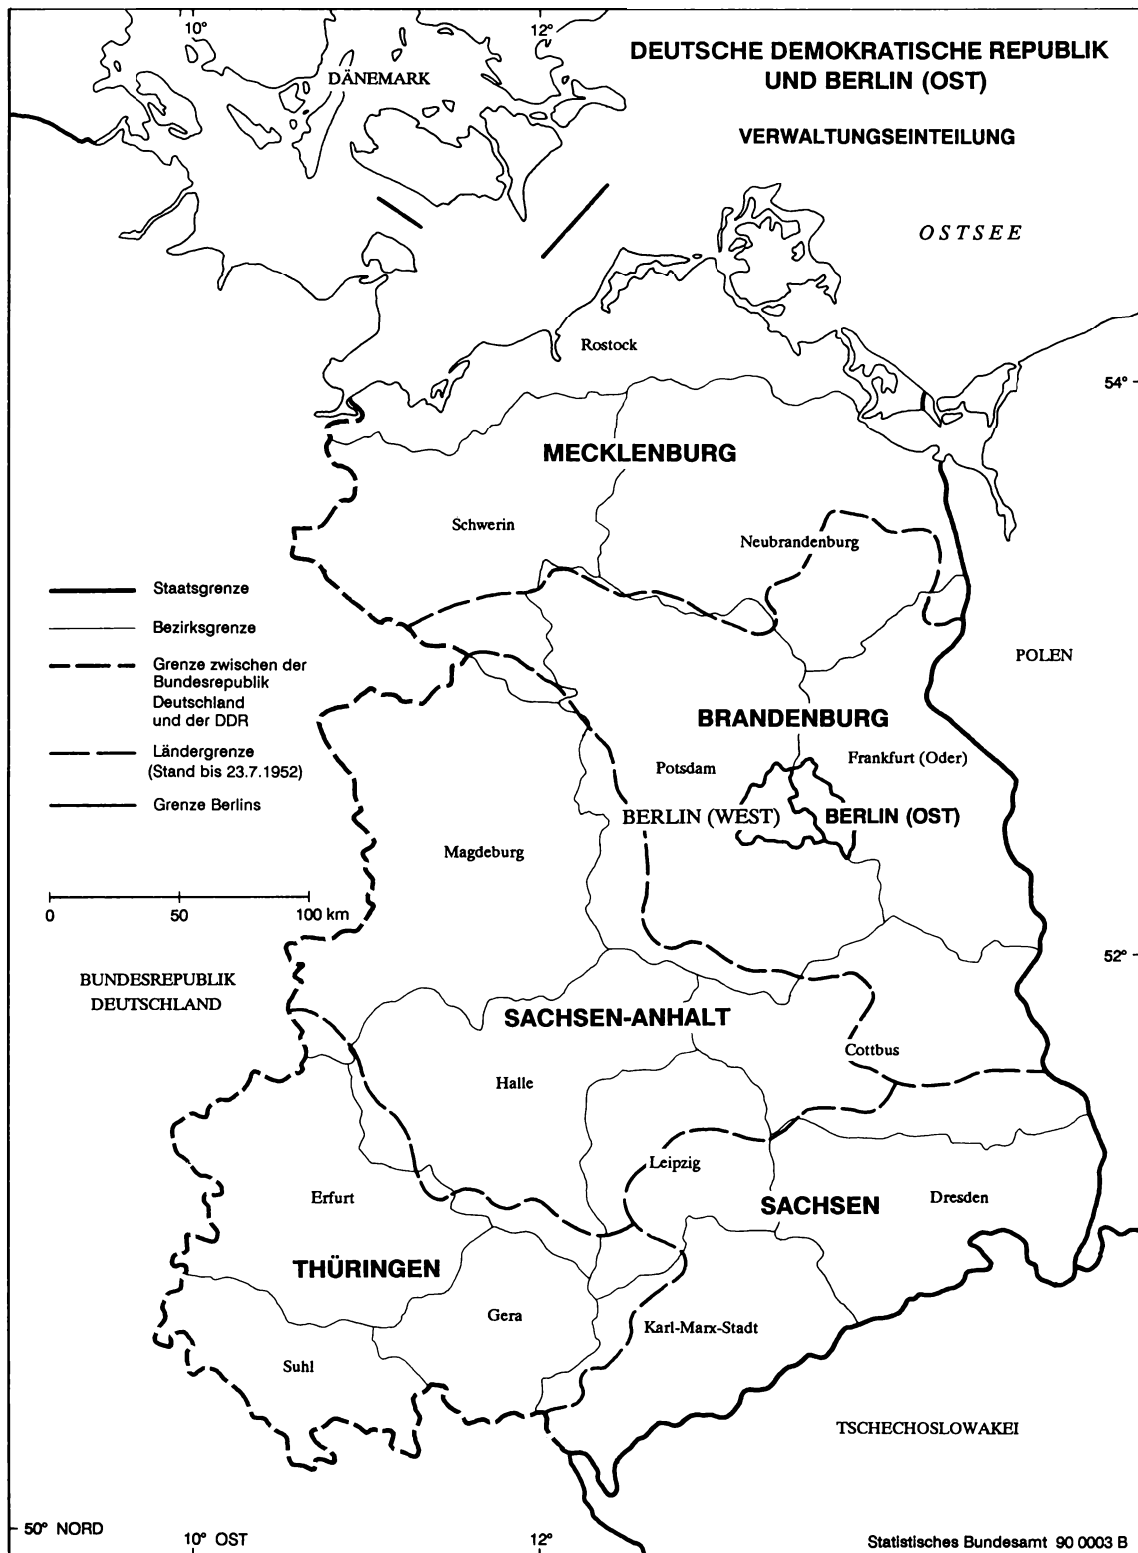 10°
12°
DEUTSCHE DEMOKRATISCHE REPUBLIK
UND BERLIN (OST)
VERWALTUNGSEINTEILUNG
DÄNEMARK
OSTSEE
Rostock
54°
MECKLENBURG
Schwerin
Neubrandenburg
Staatsgrenze
Bezirksgrenze
Grenze zwischen der
Bundesrepublik
Deutschland
und der DDR
Ländergrenze
(Stand bis 23.7.1952)
Grenze Berlins
0 50 100 km
POLEN
BRANDENBURG
Potsdam
Frankfurt (Oder)
BERLIN (WEST)
BERLIN (OST)
Magdeburg
52°
BUNDESREPUBLIK
DEUTSCHLAND
SACHSEN-ANHALT
Cottbus
Halle
Leipzig
Erfurt
SACHSEN
Dresden
THÜRINGEN
Gera
Karl-Marx-Stadt
Suhl
TSCHECHOSLOWAKEI
50° NORD
10° OST
12°
Statistisches Bundesamt 90 0003 B